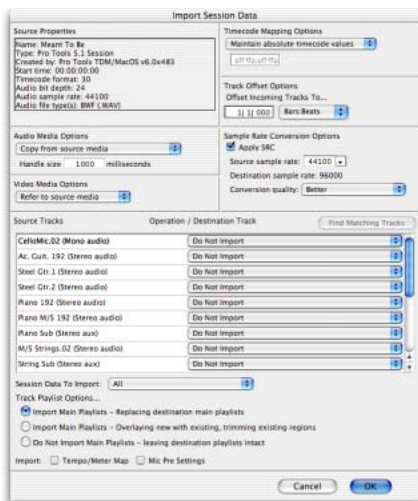 Import Session Data
Source Properties
Name: Meant To Be
Type: Pro Tools 5.1 Session
Created by: Pro Tools TDM/MacOS v6.0x483
Start time: 00:00:00:00
Timecode format: 30
Audio bit depth: 24
Audio sample rate: 44100
Audio file type(s): BWF (.WAV)
Timecode Mapping Options
Maintain absolute timecode values
Track Offset Options
Offset Incoming Tracks To...
1| 1| 000 Bars:Beats
Audio Media Options
Copy from source media
Handle size 1000 milliseconds
Sample Rate Conversion Options
Apply SRC
Source sample rate: 44100
Destination sample rate: 96000
Conversion quality: Better
Video Media Options
Refer to source media
Source Tracks Operation / Destination Track Find Matching Tracks
CelloMic.02 (Mono audio) Do Not Import
Ac. Guit. 192 (Stereo audio) Do Not Import
Steel Gtr.1 (Stereo audio) Do Not Import
Steel Gtr.2 (Stereo audio) Do Not Import
Piano 192 (Stereo audio) Do Not Import
Piano M/S 192 (Stereo audio) Do Not Import
Piano Sub (Stereo aux) Do Not Import
M/S Strings.02 (Stereo audio) Do Not Import
String Sub (Stereo aux) Do Not Import
Session Data To Import: All
Track Playlist Options...
Import Main Playlists - Replacing destination main playlists
Import Main Playlists - Overlaying new with existing, trimming existing regions
Do Not Import Main Playlists - leaving destination playlists intact
Import: Tempo/Meter Map Mic Pre Settings
Cancel OK